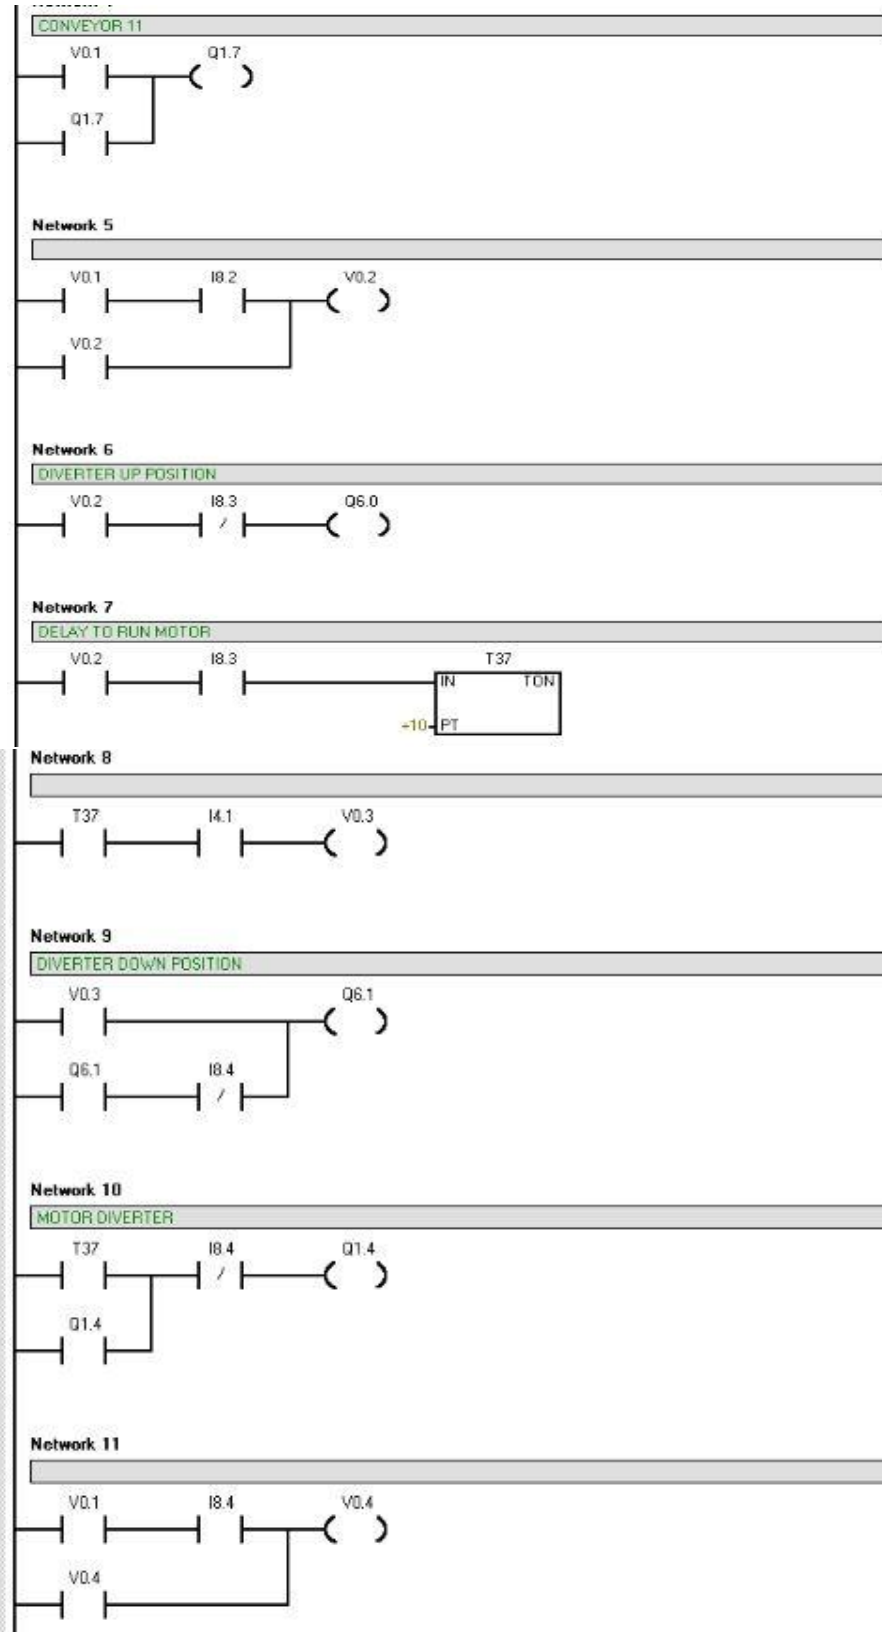 CONVEYOR 11
V0.1 Q1.7
Q1.7
Network 5
V0.1 I8.2 V0.2
V0.2
Network 6
DIVERTER UP POSITION
V0.2 I8.3 Q6.0
Network 7
DELAY TO RUN MOTOR
V0.2 I8.3 T37
IN TON
+10 PT
Network 8
T37 I4.1 V0.3
Network 9
DIVERTER DOWN POSITION
V0.3 Q6.1
Q6.1 I8.4
Network 10
MOTOR DIVERTER
T37 I8.4 Q1.4
Q1.4
Network 11
V0.1 I8.4 V0.4
V0.4